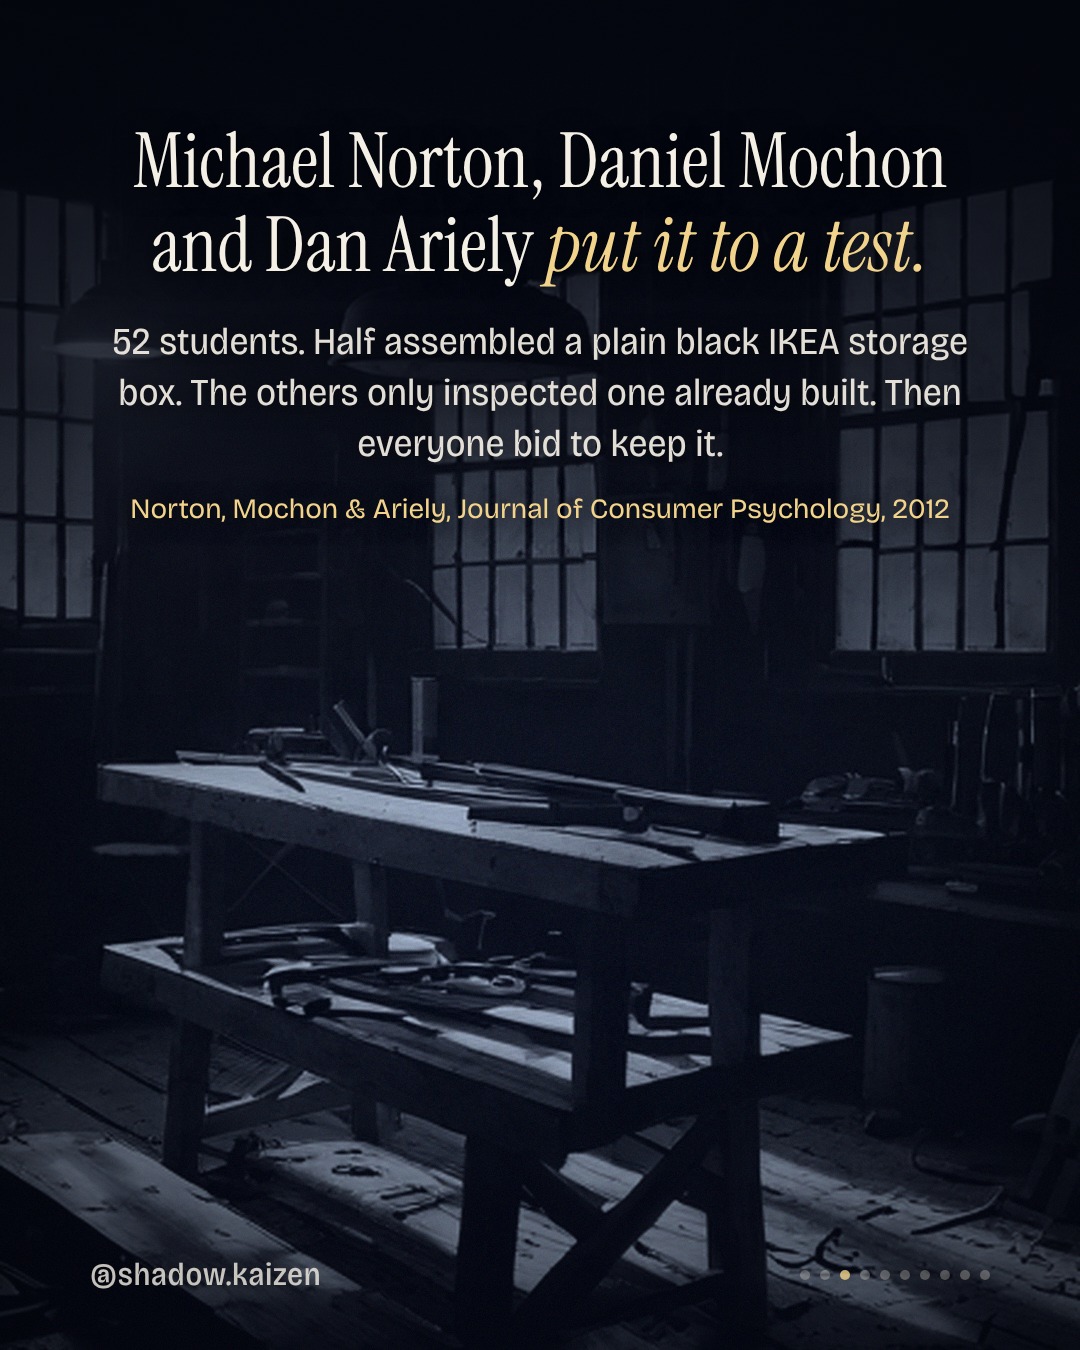 Michael Norton, Daniel Mochon
and Dan Ariely put it to a test.
52 students. Half assembled a plain black IKEA storage
box. The others only inspected one already built. Then
everyone bid to keep it.
Norton, Mochon & Ariely, Journal of Consumer Psychology, 2012
@shadow.kaizen